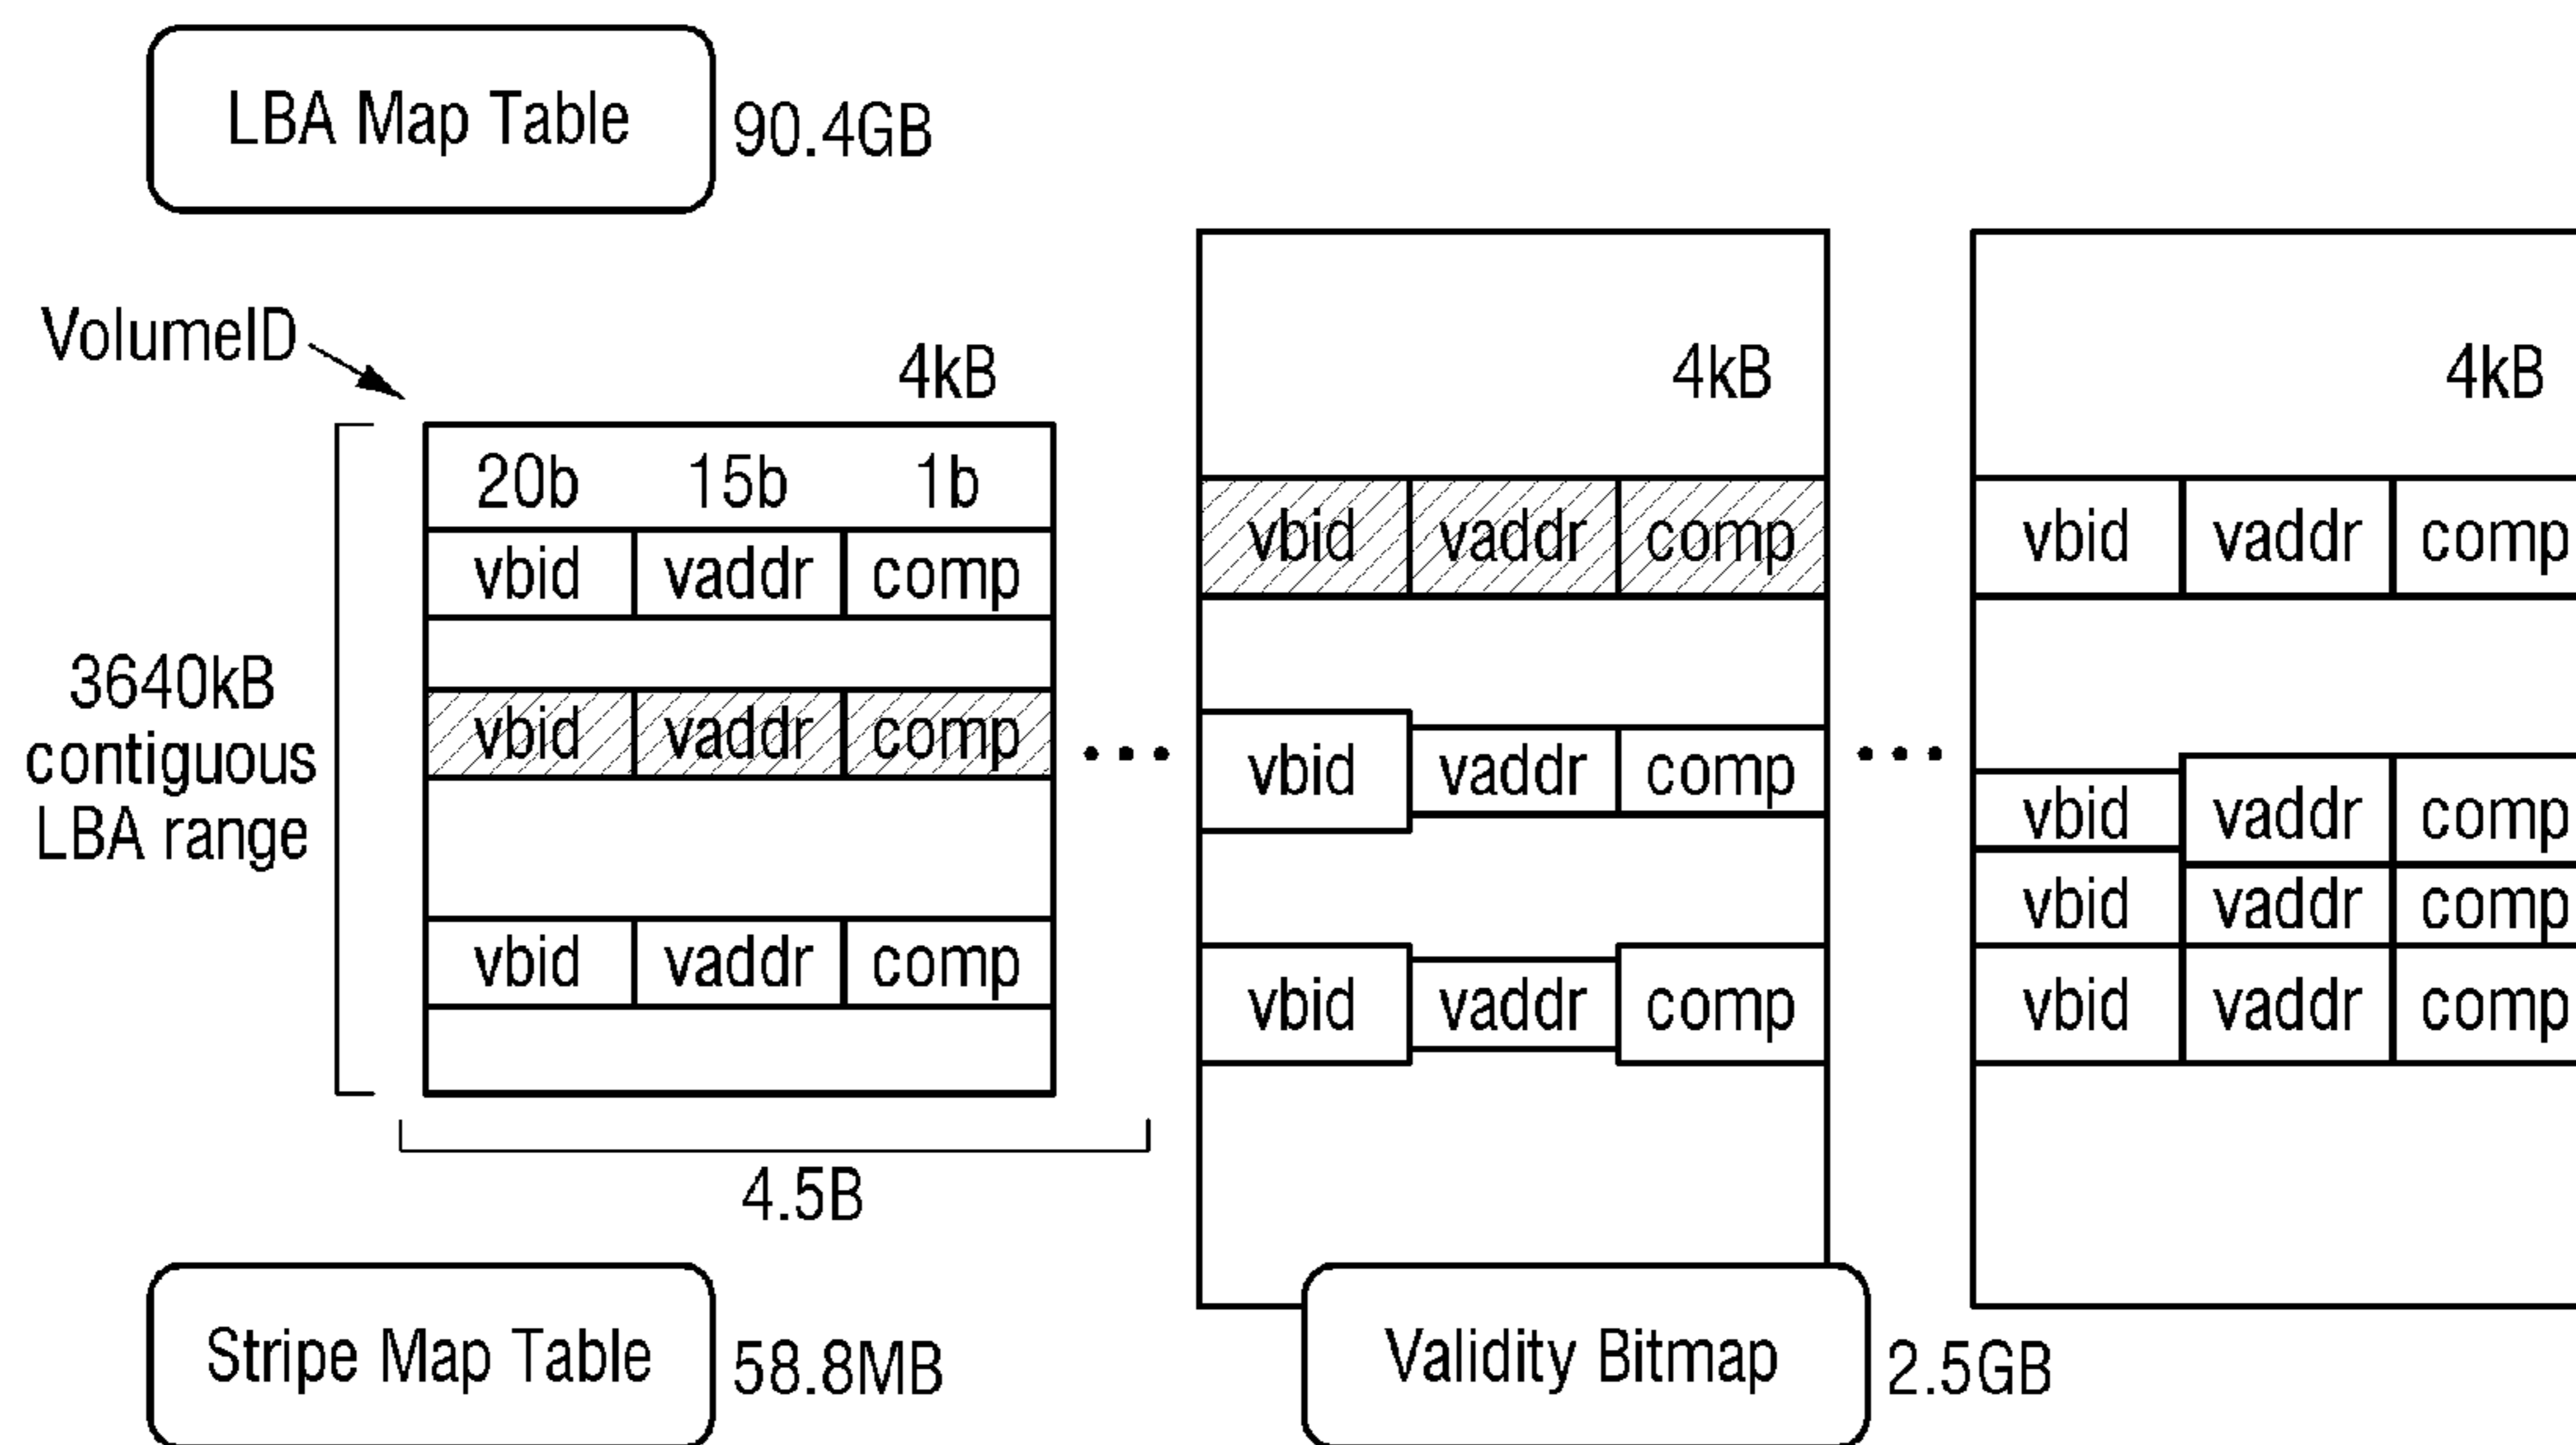 LBA Map Table
90.4GB
VolumeID
4kB
4kB
4kB
20b 15b 1b
vbid vaddr comp
vbid vaddr comp
vbid vaddr comp
3640kB
contiguous
LBA range
vbid vaddr comp
...
vbid vaddr comp
...
vbid vaddr comp
vbid vaddr comp
vbid vaddr comp
vbid vaddr comp
vbid vaddr comp
vbid vaddr comp
4.5B
Stripe Map Table
58.8MB
Validity Bitmap
2.5GB